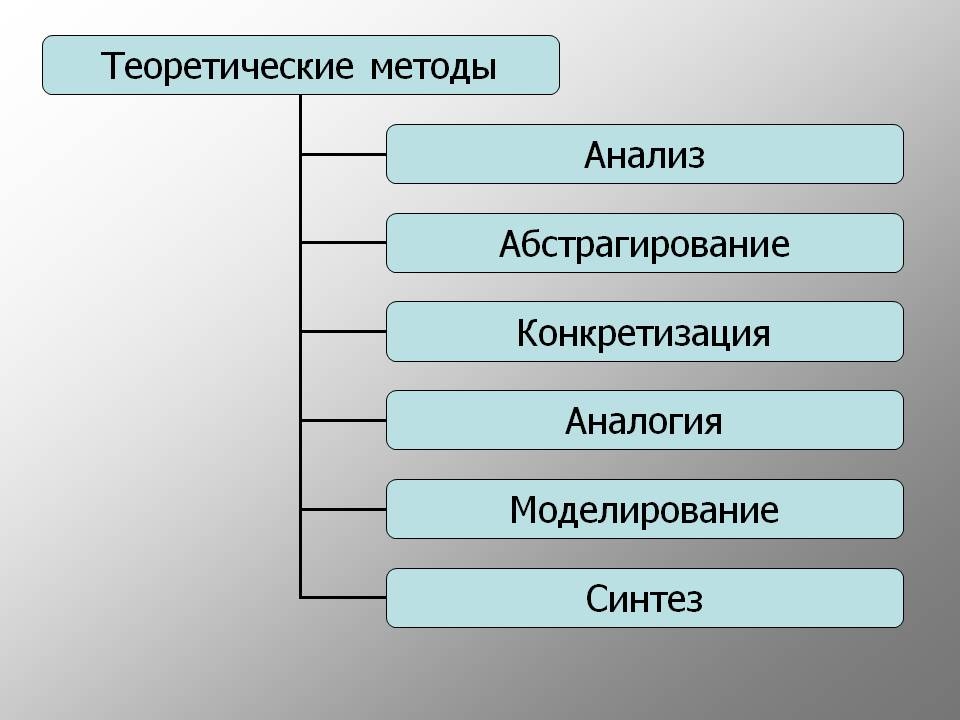 Теоретические методы
Анализ
Абстрагирование
Конкретизация
Аналогия
Моделирование
Синтез